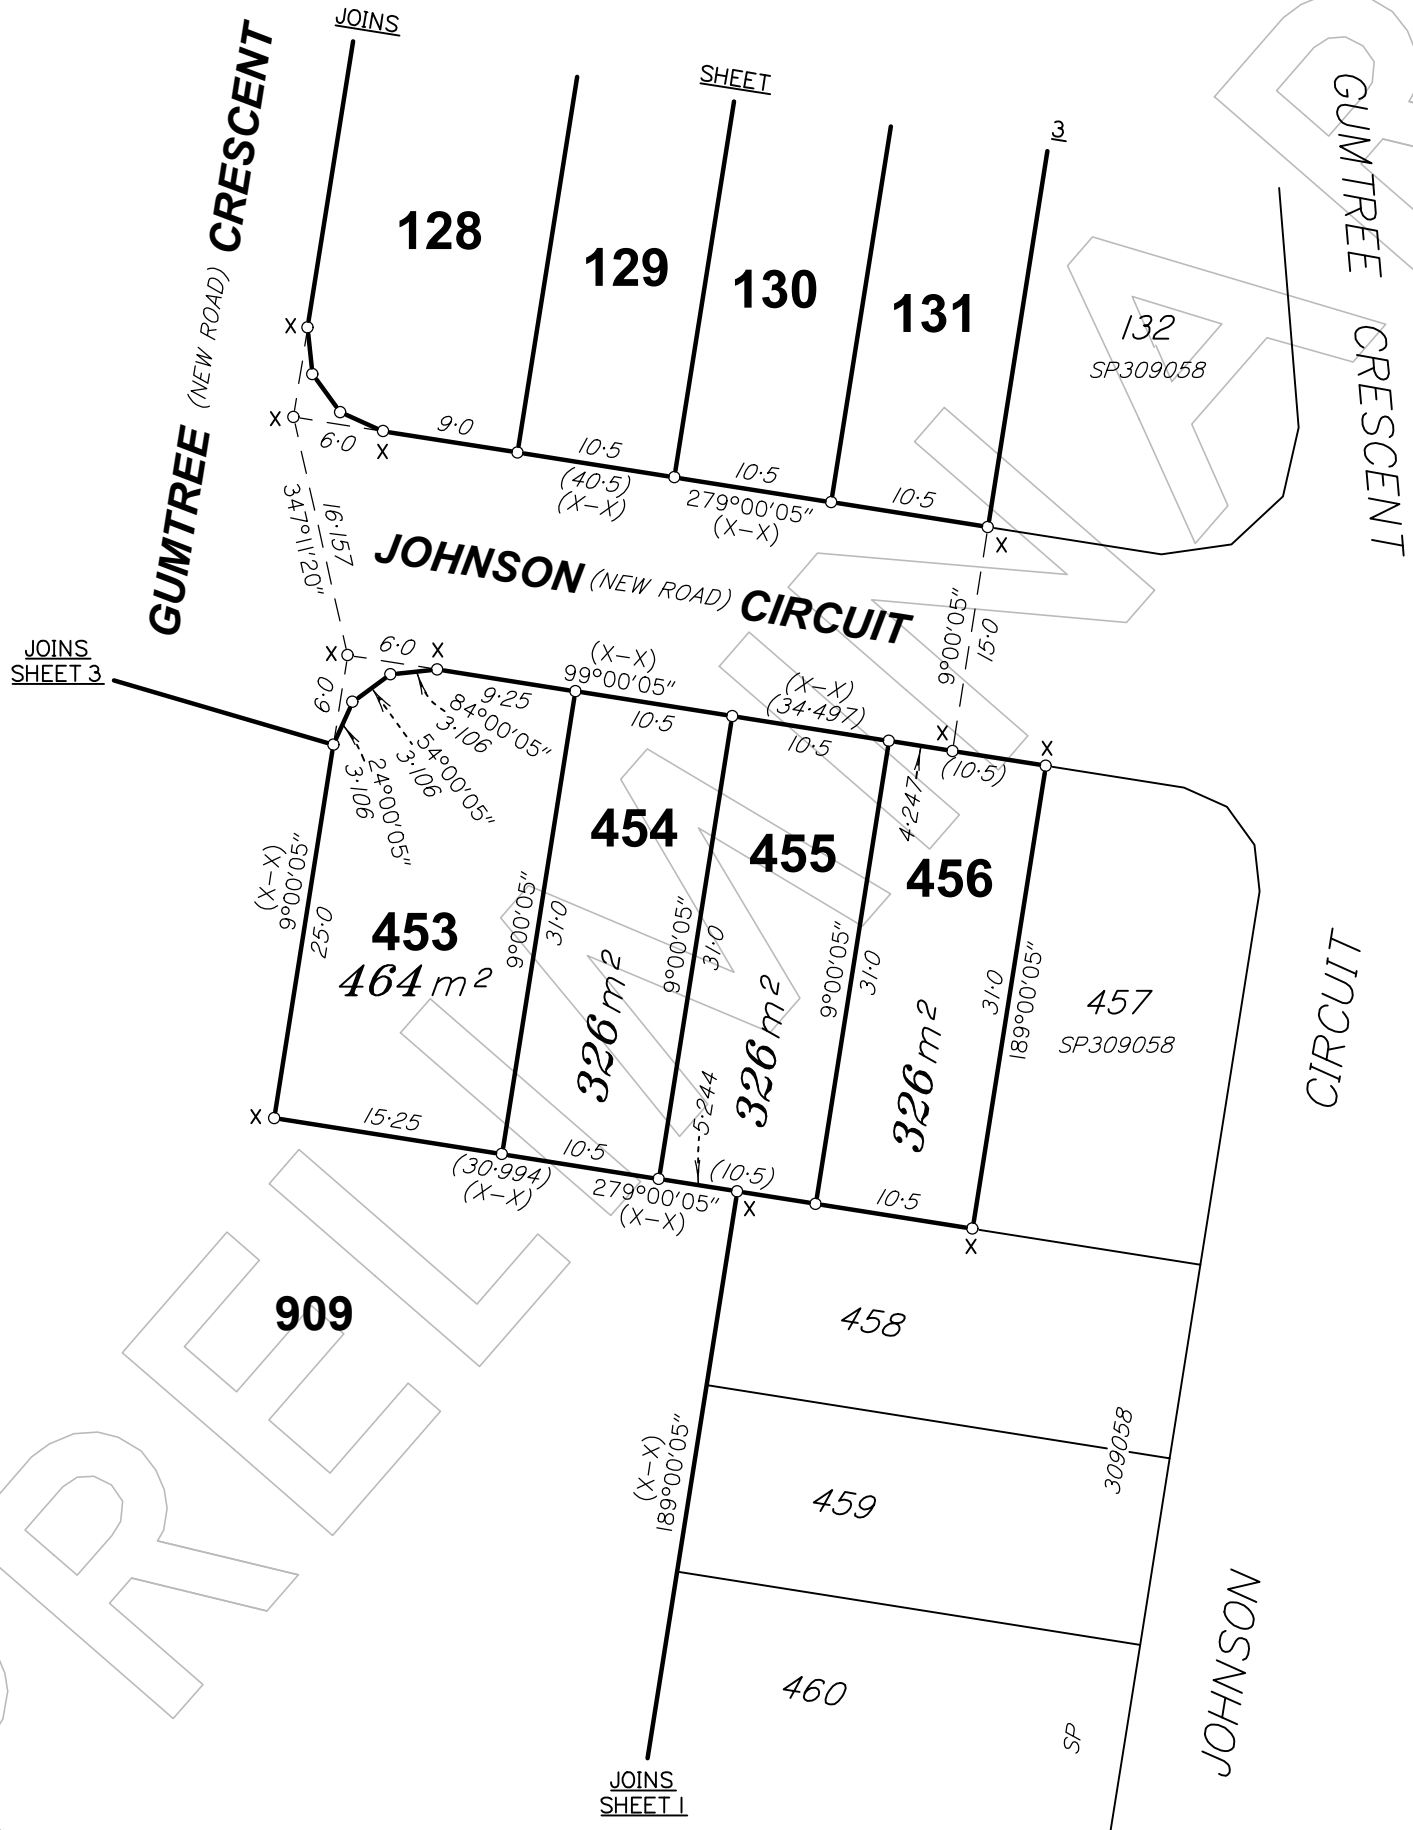 JOINS
SHEET
3
GUMTREE (NEW ROAD) CRESCENT
GUMTREE CRESCENT
128
129
130
131
132
SP309058
X
X
6·0
X
9·0
10·5
(40·5)
(X–X)
10·5
279°00'05"
(X–X)
10·5
X
347°11'20"
16·157
JOHNSON (NEW ROAD) CIRCUIT
9°00'05"
15·0
JOINS
SHEET 3
X
6·0
X
6·0
(X–X)
99°00'05"
9·25
10·5
(X–X)
(34·497)
10·5
X
(10·5)
X
4·247
84°00'05"
3·106
54°00'05"
3·106
24°00'05"
3·106
(X–X)
9°00'05"
25·0
453
464 m²
9°00'05"
31·0
454
326 m²
9°00'05"
31·0
455
326 m²
9°00'05"
31·0
456
326 m²
31·0
189°00'05"
457
SP309058
CIRCUIT
X
15·25
(30·994)
(X–X)
10·5
279°00'05"
(X–X)
5·244
(10·5)
X
10·5
X
909
458
459
460
(X–X)
189°00'05"
309058
SP
JOHNSON
JOINS
SHEET 1
PRELIMINAR